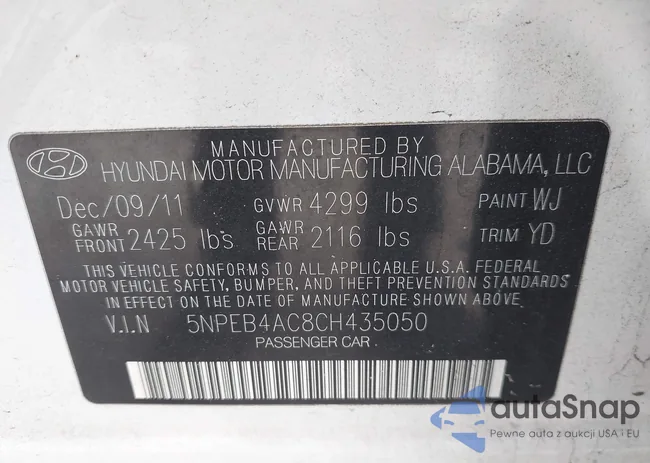 MANUFACTURED BY
HYUNDAI MOTOR MANUFACTURING ALABAMA, LLC
Dec/09/11 GVWR 4299 lbs PAINT WJ
GAWR FRONT 2425 lbs GAWR REAR 2116 lbs TRIM YD
THIS VEHICLE CONFORMS TO ALL APPLICABLE U.S.A. FEDERAL
MOTOR VEHICLE SAFETY, BUMPER, AND THEFT PREVENTION STANDARDS
IN EFFECT ON THE DATE OF MANUFACTURE SHOWN ABOVE.
V.I.N 5NPEB4AC8CH435050
PASSENGER CAR
autaSnap
Pewne auta z aukcji USA i EU